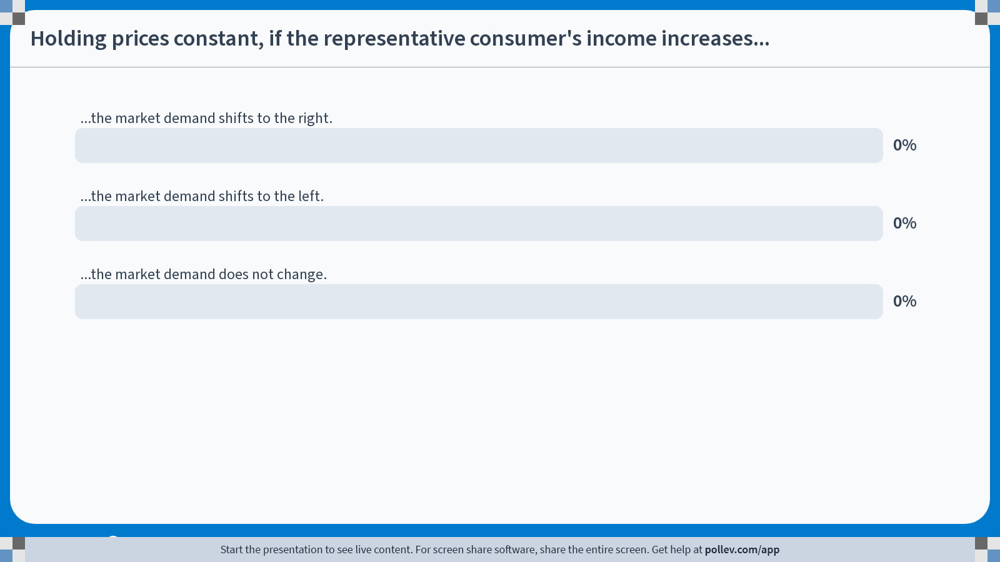 Holding prices constant, if the representative consumer's income increases...
...the market demand shifts to the right.
0%
...the market demand shifts to the left.
0%
...the market demand does not change.
0%
Start the presentation to see live content. For screen share software, share the entire screen. Get help at pollev.com/app